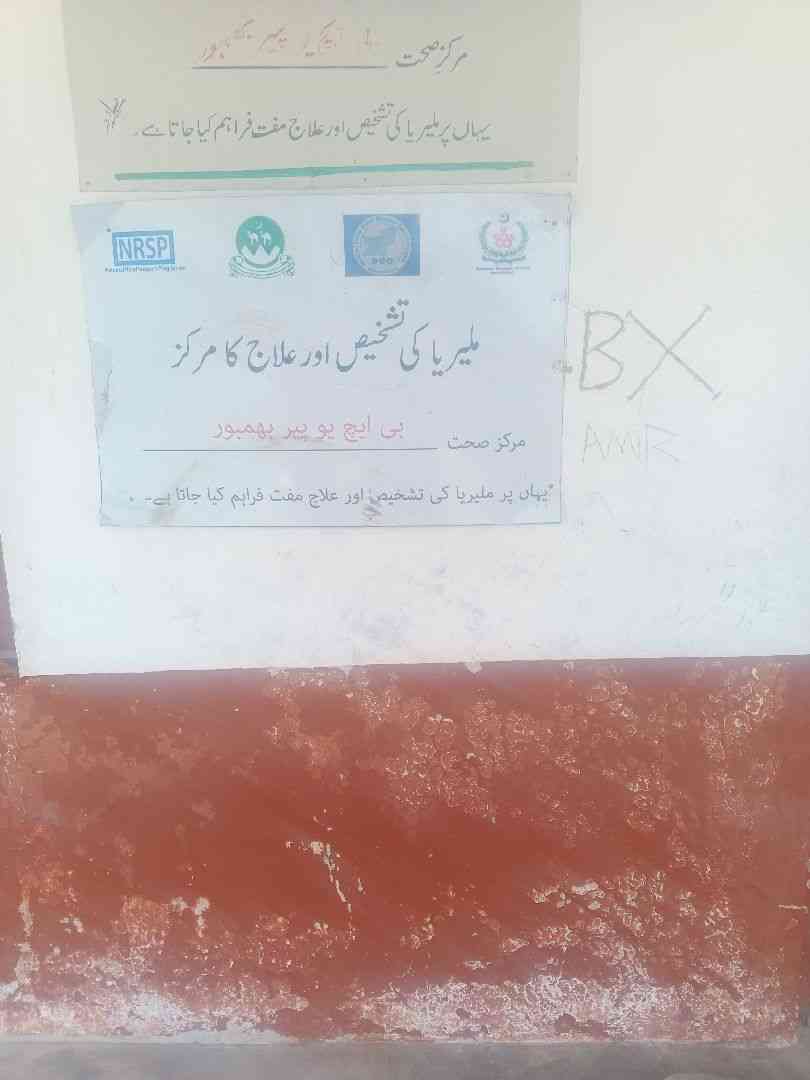 مرکزِ صحت
یہاں پر ملیریا کی تشخیص اور علاج مفت فراہم کیا جاتا ہے۔
NRSP
ملیریا کی تشخیص اور علاج کا مرکز
مرکز صحت بی ایچ یو پیر بھمبور
یہاں پر ملیریا کی تشخیص اور علاج مفت فراہم کیا جاتا ہے۔
BX
AMR